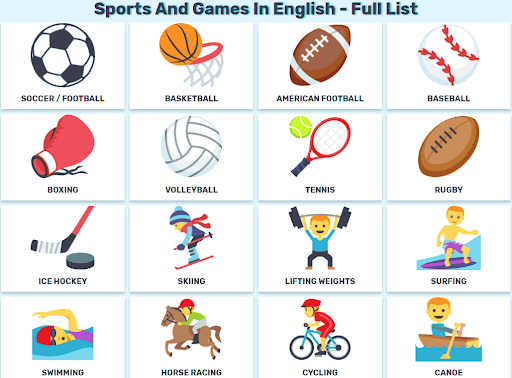 Sports And Games In English - Full List
SOCCER / FOOTBALL
BASKETBALL
AMERICAN FOOTBALL
BASEBALL
BOXING
VOLLEYBALL
TENNIS
RUGBY
ICE HOCKEY
SKIING
LIFTING WEIGHTS
SURFING
SWIMMING
HORSE RACING
CYCLING
CANOE